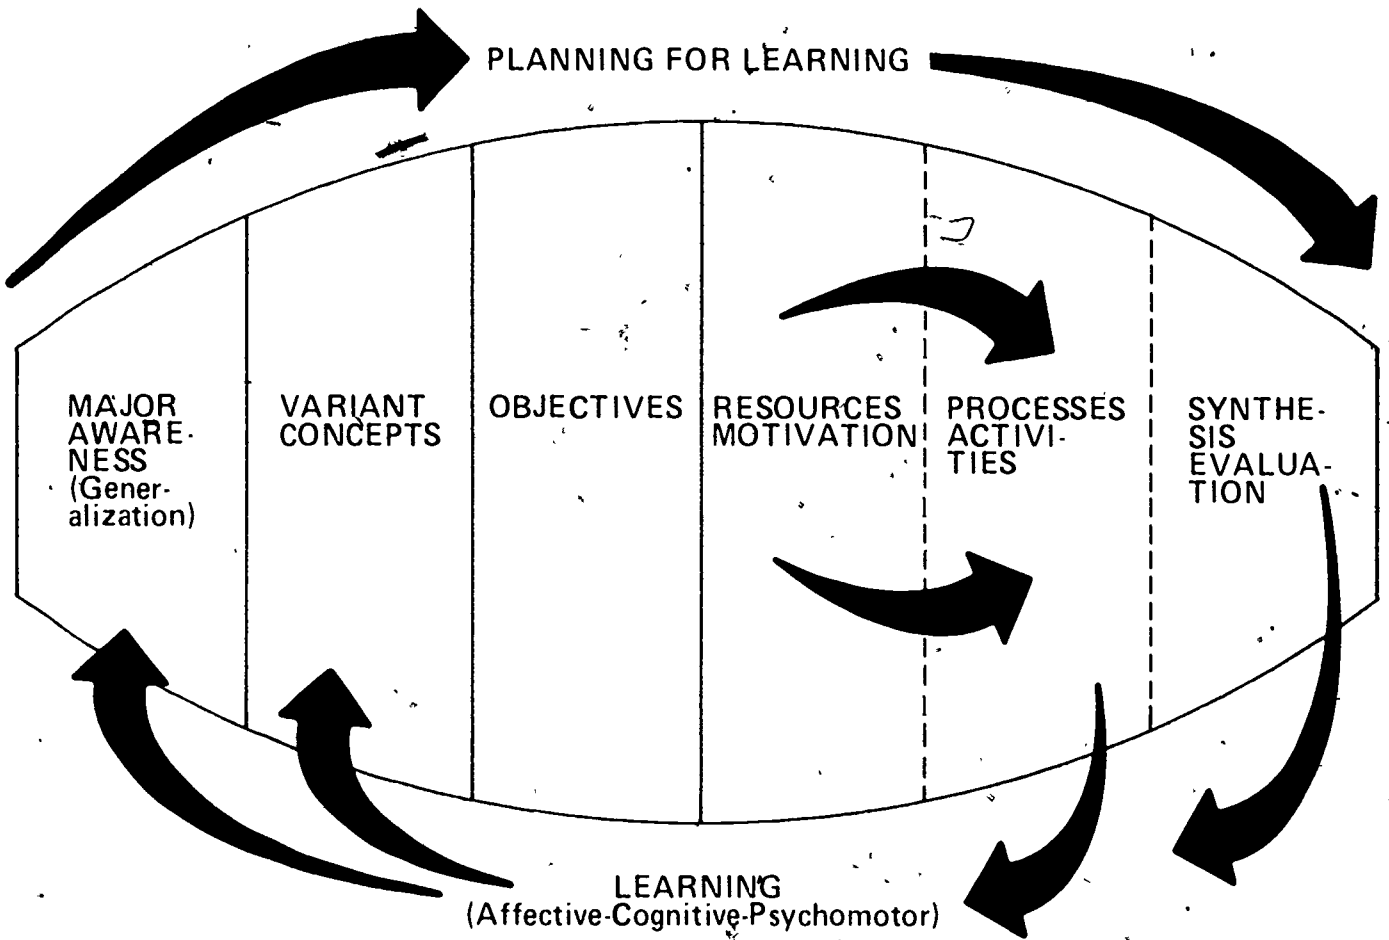 PLANNING FOR LEARNING
MAJOR
AWARE-
NESS
(Gener-
alization)
VARIANT
CONCEPTS
OBJECTIVES
RESOURCES
MOTIVATION
PROCESSES
ACTIVI-
TIES
SYNTHE-
SIS
EVALUA-
TION
LEARNING
(Affective-Cognitive-Psychomotor)